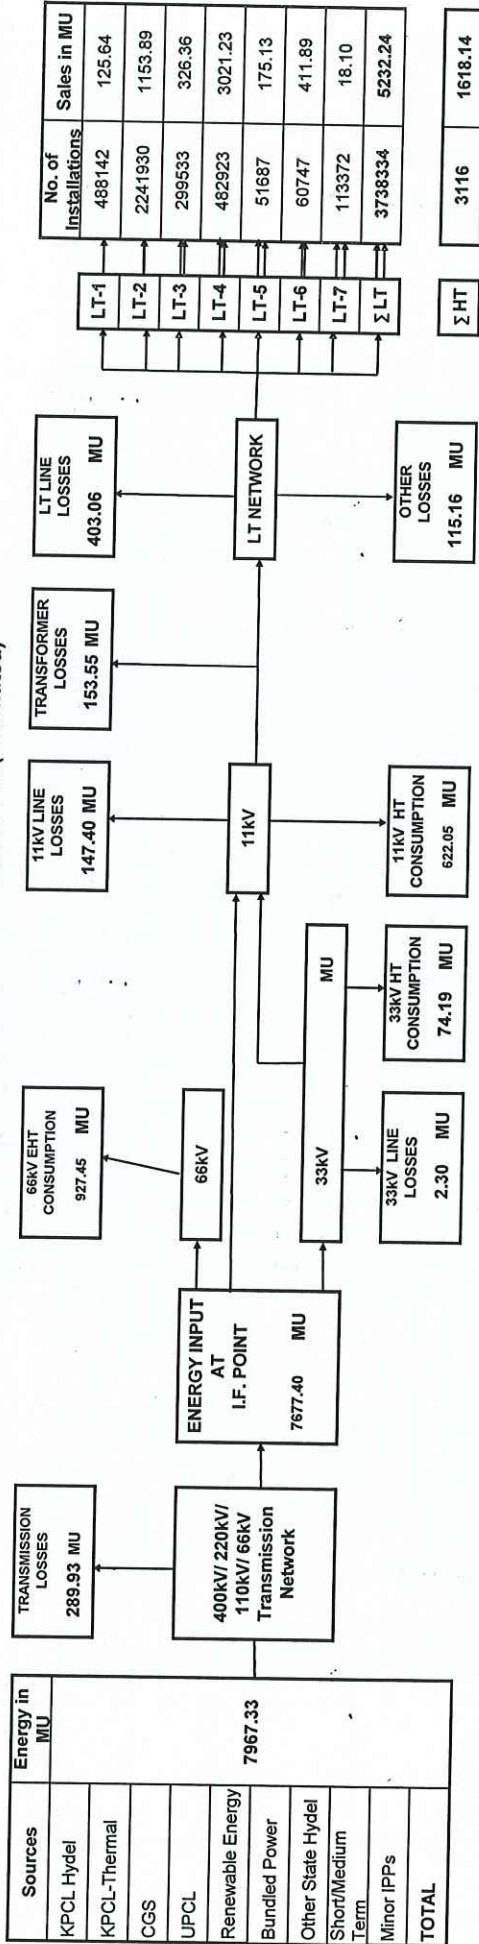 Sources Energy in MU
KPCL Hydel
KPCL-Thermal
CGS
UPCL
Renewable Energy
Bundled Power
Other State Hydel
Short/Medium
Term
Minor IPPs
TOTAL
7967.33
TRANSMISSION
LOSSES
289.93 MU
400kV/ 220kV/
110kV/ 66kV
Transmission
Network
ENERGY INPUT
AT
I.F. POINT
7677.40 MU
66kV EHT
CONSUMPTION
927.45 MU
66kV
33kV MU
33kV LINE
LOSSES
2.30 MU
33kV HT
CONSUMPTION
74.19 MU
11kV LINE
LOSSES
147.40 MU
11kV
11kV HT
CONSUMPTION
622.05 MU
TRANSFORMER
LOSSES
153.55 MU
LT LINE
LOSSES
403.06 MU
LT NETWORK
OTHER
LOSSES
115.16 MU
No. of
Installations Sales in MU
LT-1 488142 125.64
LT-2 2241930 1153.89
LT-3 299533 326.36
LT-4 482923 3021.23
LT-5 51687 175.13
LT-6 60747 411.89
LT-7 113372 18.10
Σ LT 3738334 5232.24
Σ HT 3116 1618.14